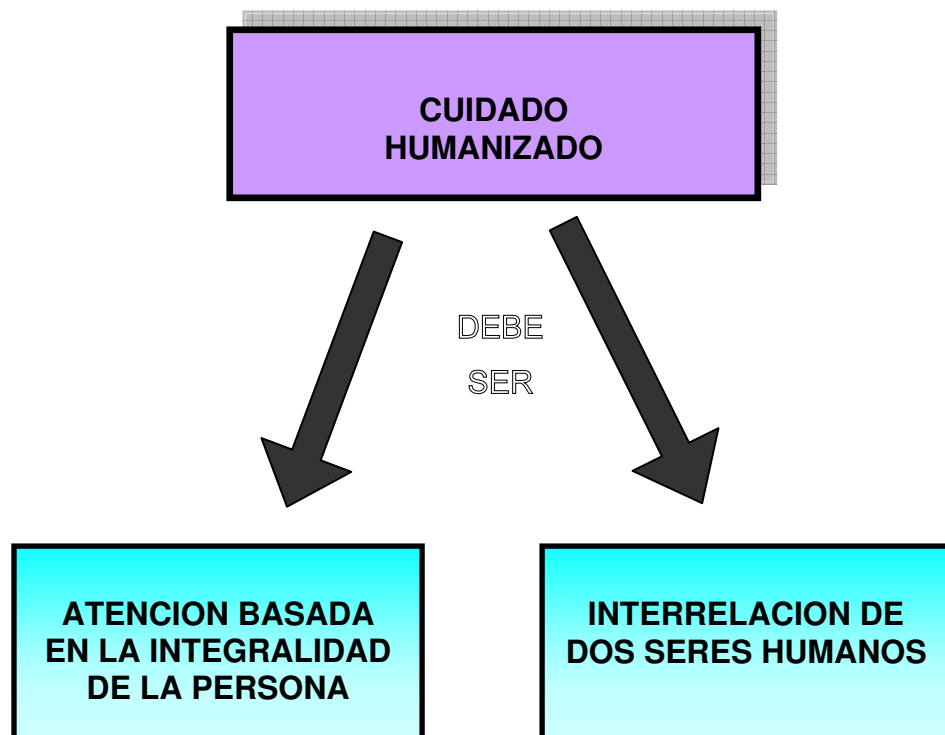 CUIDADO
HUMANIZADO
DEBE
SER
ATENCION BASADA
EN LA INTEGRALIDAD
DE LA PERSONA
INTERRELACION DE
DOS SERES HUMANOS